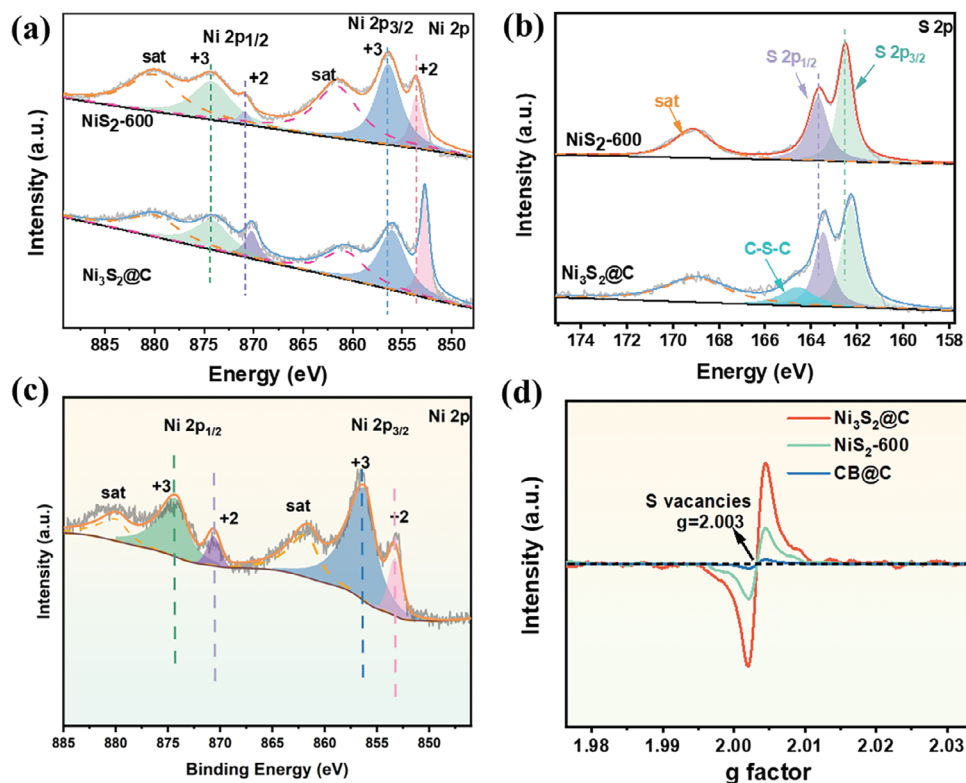 (a)
Ni 2p1/2
Ni 2p3/2
Ni 2p
sat
+3
+2
sat
+3
+2
NiS2-600
Ni3S2@C
Intensity (a.u.)
885 880 875 870 865 860 855 850
Energy (eV)
(b)
S 2p
S 2p1/2
S 2p3/2
sat
NiS2-600
C-S-C
Ni3S2@C
Intensity (a.u.)
174 172 170 168 166 164 162 160 158
Energy (eV)
(c)
Ni 2p
Ni 2p1/2
Ni 2p3/2
sat
+3
+2
sat
+3
+2
Intensity (a.u.)
885 880 875 870 865 860 855 850
Binding Energy (eV)
(d)
Ni3S2@C
NiS2-600
CB@C
S vacancies
g=2.003
Intensity (a.u.)
1.98 1.99 2.00 2.01 2.02 2.03
g factor